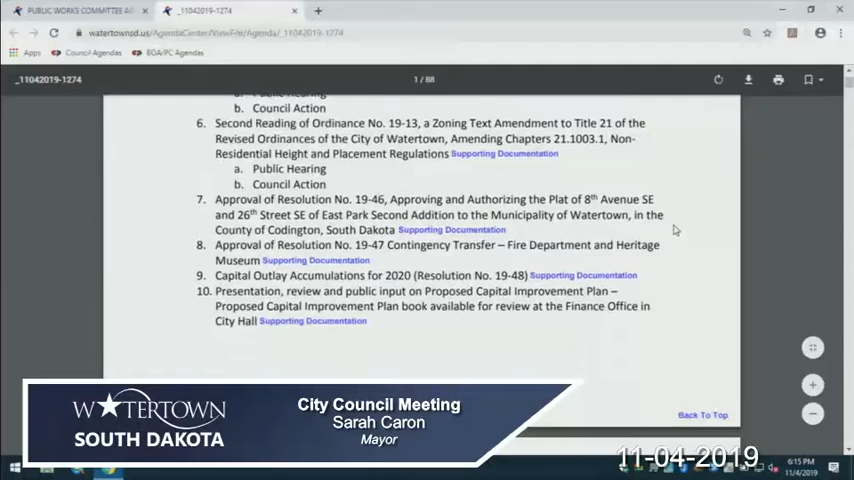 PUBLIC WORKS COMMITTEE
_11042019-1274
watertownsd.us/AgendaCenter/ViewFile/Agenda/_11042019-1274
Apps
Council Agendas
BOA/PC Agendas
_11042019-1274
1 / 88
a. Public Hearing
b. Council Action
6. Second Reading of Ordinance No. 19-13, a Zoning Text Amendment to Title 21 of the
Revised Ordinances of the City of Watertown, Amending Chapters 21.1003.1, Non-
Residential Height and Placement Regulations Supporting Documentation
a. Public Hearing
b. Council Action
7. Approval of Resolution No. 19-46, Approving and Authorizing the Plat of 8th Avenue SE
and 26th Street SE of East Park Second Addition to the Municipality of Watertown, in the
County of Codington, South Dakota Supporting Documentation
8. Approval of Resolution No. 19-47 Contingency Transfer – Fire Department and Heritage
Museum Supporting Documentation
9. Capital Outlay Accumulations for 2020 (Resolution No. 19-48) Supporting Documentation
10. Presentation, review and public input on Proposed Capital Improvement Plan –
Proposed Capital Improvement Plan book available for review at the Finance Office in
City Hall Supporting Documentation
Back To Top
WATERTOWN
SOUTH DAKOTA
City Council Meeting
Sarah Caron
Mayor
11-04-2019
6:15 PM
11/4/2019